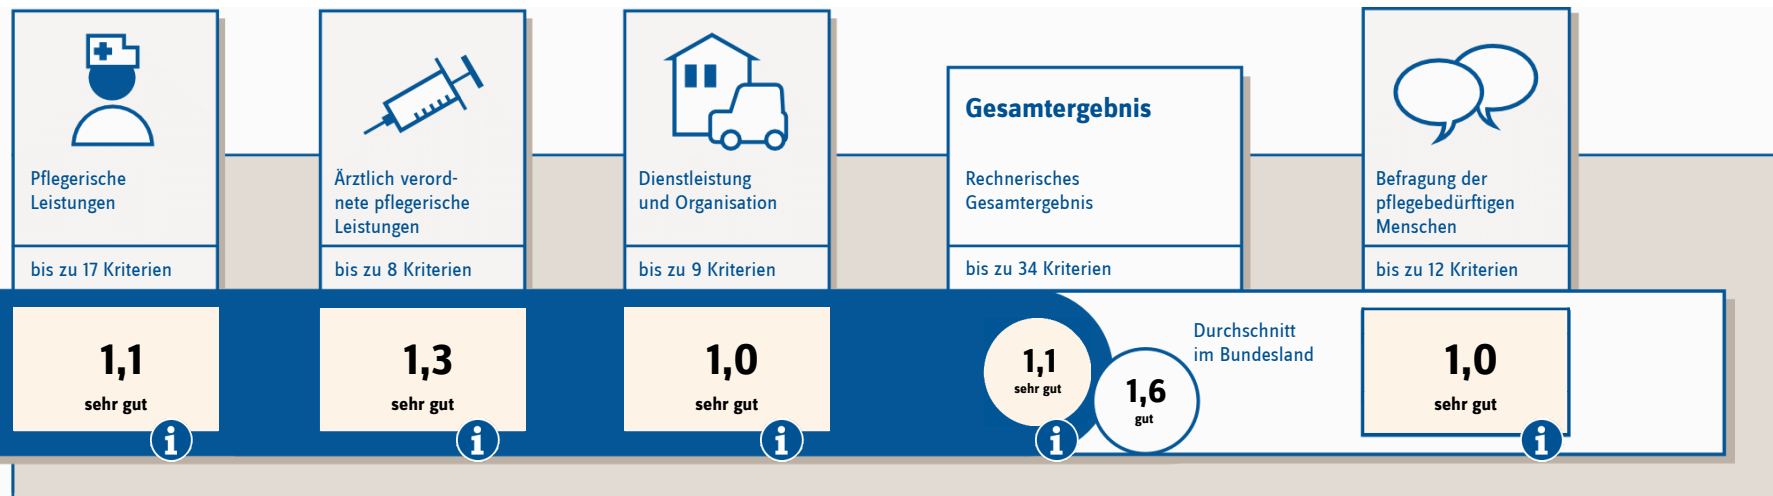 Pflegerische
Leistungen
bis zu 17 Kriterien
1,1
sehr gut
Ärztlich verord-
nete pflegerische
Leistungen
bis zu 8 Kriterien
1,3
sehr gut
Dienstleistung
und Organisation
bis zu 9 Kriterien
1,0
sehr gut
Gesamtergebnis
Rechnerisches
Gesamtergebnis
bis zu 34 Kriterien
1,1
sehr gut
1,6
gut
Durchschnitt
im Bundesland
Befragung der
pflegebedürftigen
Menschen
bis zu 12 Kriterien
1,0
sehr gut